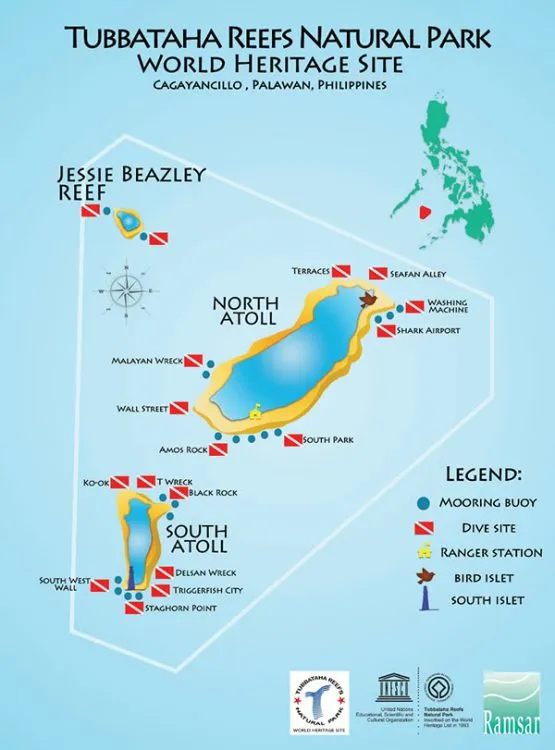 TUBBATAHA REEFS NATURAL PARK
WORLD HERITAGE SITE
CAGAYANCILLO , PALAWAN, PHILIPPINES
JESSIE BEAZLEY
REEF
TERRACES
SEAFAN ALLEY
NORTH
ATOLL
WASHING
MACHINE
SHARK AIRPORT
MALAYAN WRECK
WALL STREET
SOUTH PARK
AMOS ROCK
KO-OK
T WRECK
BLACK ROCK
SOUTH
ATOLL
DELSAN WRECK
SOUTH WEST
WALL
TRIGGERFISH CITY
STAGHORN POINT
LEGEND:
MOORING BUOY
DIVE SITE
RANGER STATION
BIRD ISLET
SOUTH ISLET
TUBBATAHA REEFS
NATURAL PARK
WORLD HERITAGE SITE
UNESCO
United Nations
Educational, Scientific and
Cultural Organization
Tubbataha Reefs
Natural Park
inscribed on the World
Heritage List in 1993
Ramsar